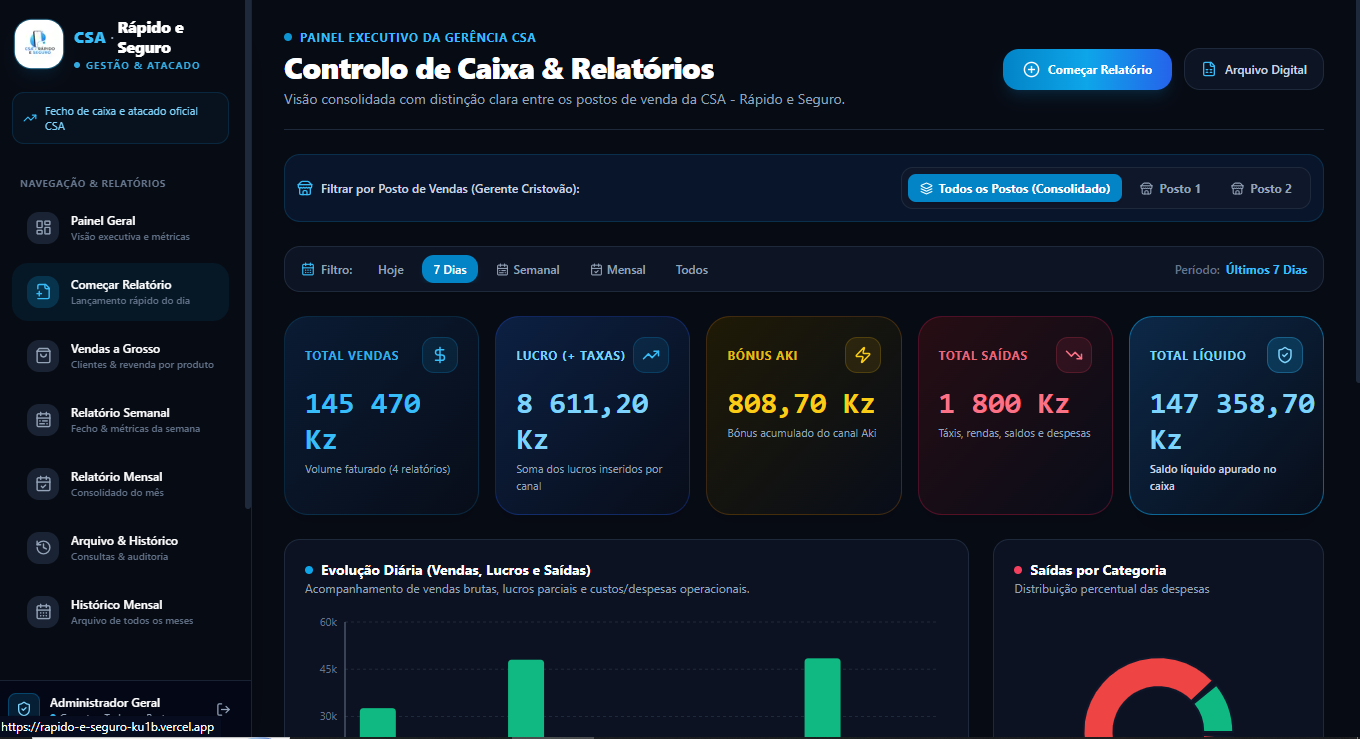 CSA · Rápido e
Seguro
GESTÃO & ATACADO
Fecho de caixa e atacado oficial
CSA
NAVEGAÇÃO & RELATÓRIOS
Painel Geral
Visão executiva e métricas
Começar Relatório
Lançamento rápido do dia
Vendas a Grosso
Clientes & revenda por produto
Relatório Semanal
Fecho & métricas da semana
Relatório Mensal
Consolidado do mês
Arquivo & Histórico
Consultas & auditoria
Histórico Mensal
Arquivo de todos os meses
Administrador Geral
https://rapido-e-seguro-ku1b.vercel.app
PAINEL EXECUTIVO DA GERÊNCIA CSA
Controlo de Caixa & Relatórios
Visão consolidada com distinção clara entre os postos de venda da CSA - Rápido e Seguro.
Começar Relatório
Arquivo Digital
Filtrar por Posto de Vendas (Gerente Cristovão):
Todos os Postos (Consolidado)
Posto 1
Posto 2
Filtro:
Hoje
7 Dias
Semanal
Mensal
Todos
Período: Últimos 7 Dias
TOTAL VENDAS
145 470
Kz
Volume faturado (4 relatórios)
LUCRO (+ TAXAS)
8 611,20
Kz
Soma dos lucros inseridos por
canal
BÓNUS AKI
808,70 Kz
Bónus acumulado do canal Aki
TOTAL SAÍDAS
1 800 Kz
Táxis, rendas, saldos e despesas
TOTAL LÍQUIDO
147 358,70
Kz
Saldo líquido apurado no
caixa
Evolução Diária (Vendas, Lucros e Saídas)
Acompanhamento de vendas brutas, lucros parciais e custos/despesas operacionais.
60k
45k
30k
Saídas por Categoria
Distribuição percentual das despesas